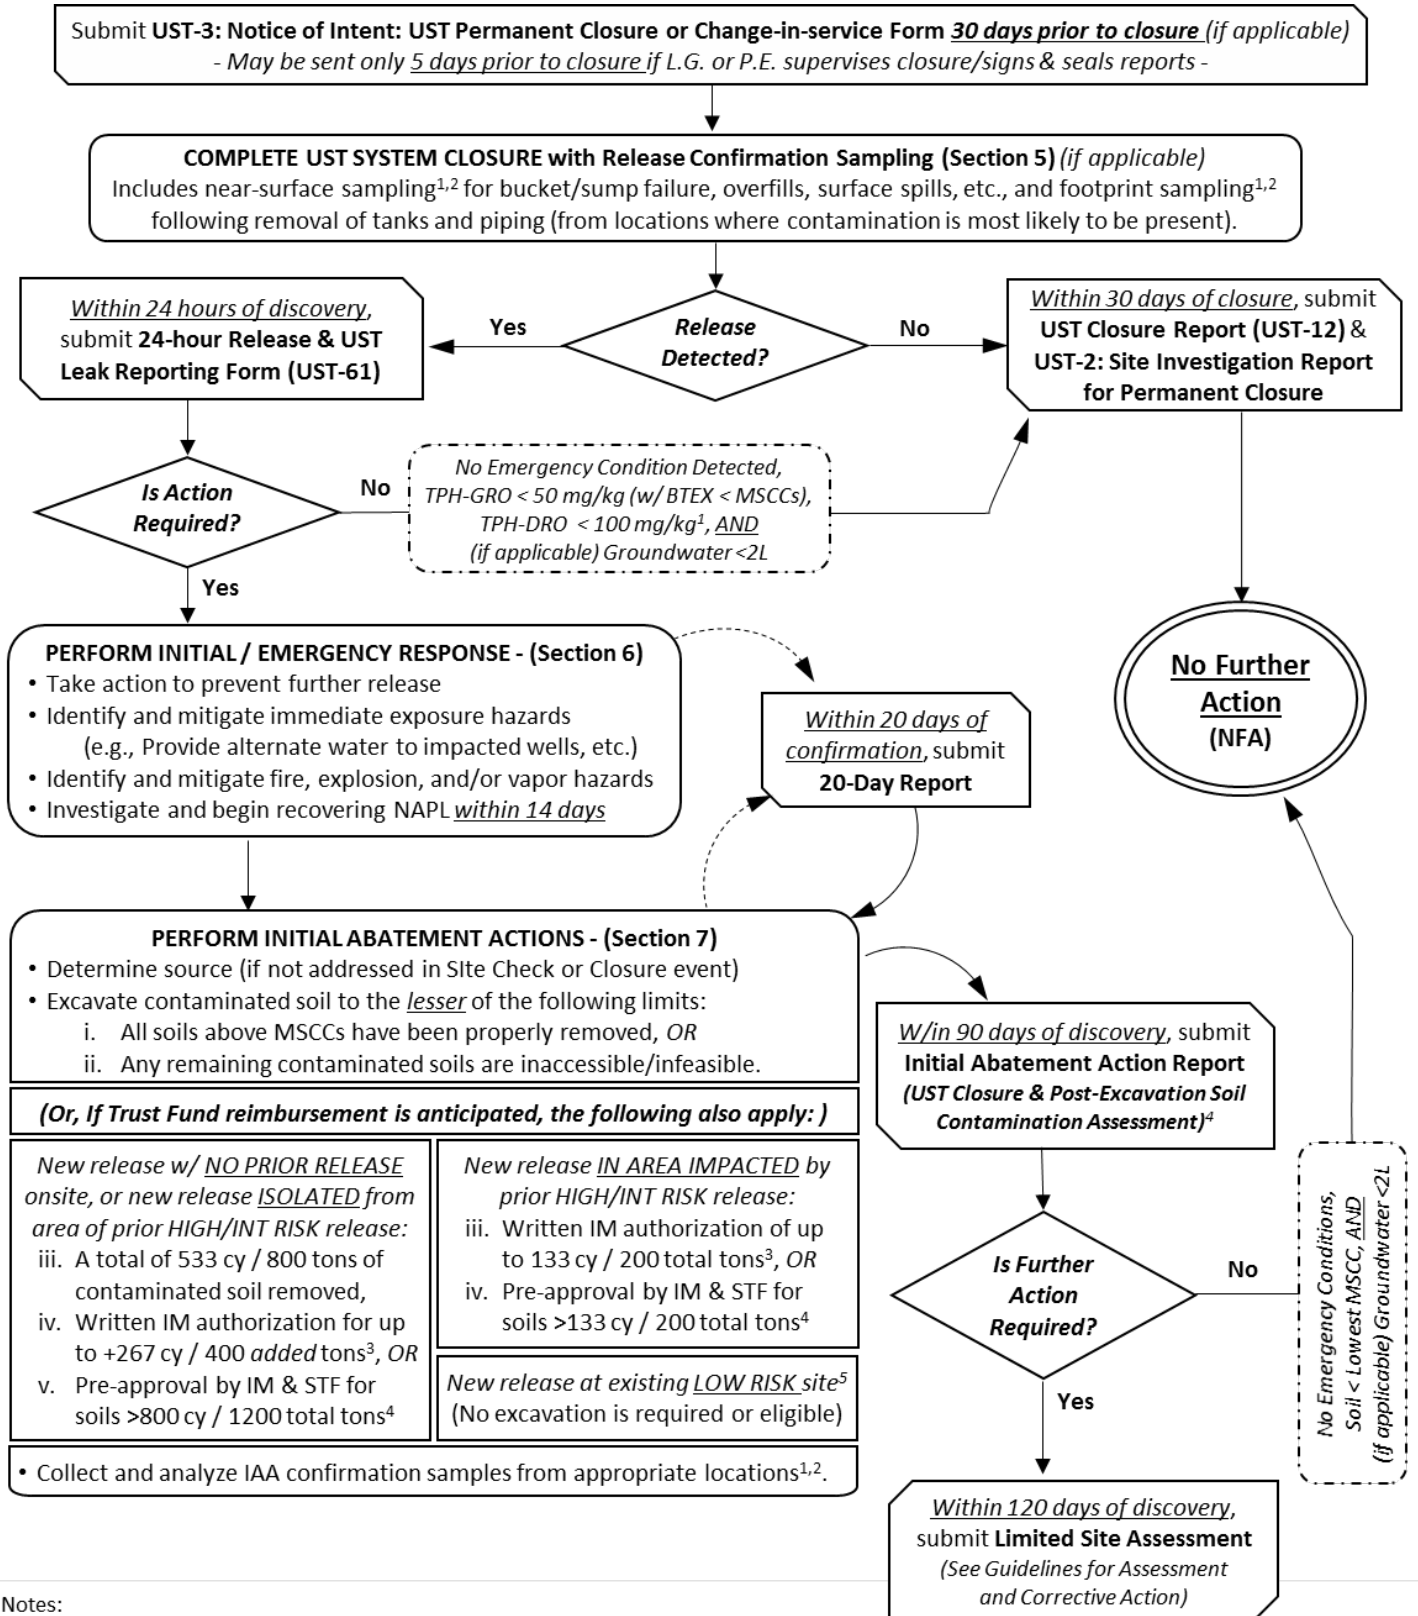 Submit UST-3: Notice of Intent: UST Permanent Closure or Change-in-service Form 30 days prior to closure (if applicable)
- May be sent only 5 days prior to closure if L.G. or P.E. supervises closure/signs & seals reports -
COMPLETE UST SYSTEM CLOSURE with Release Confirmation Sampling (Section 5) (if applicable)
Includes near-surface sampling1,2 for bucket/sump failure, overfills, surface spills, etc., and footprint sampling1,2
following removal of tanks and piping (from locations where contamination is most likely to be present).
Within 24 hours of discovery,
submit 24-hour Release & UST
Leak Reporting Form (UST-61)
Yes
Release
Detected?
No
Within 30 days of closure, submit
UST Closure Report (UST-12) &
UST-2: Site Investigation Report
for Permanent Closure
Is Action
Required?
No
No Emergency Condition Detected,
TPH-GRO < 50 mg/kg (w/ BTEX < MSCCs),
TPH-DRO < 100 mg/kg1, AND
(if applicable) Groundwater <2L
Yes
PERFORM INITIAL / EMERGENCY RESPONSE - (Section 6)
• Take action to prevent further release
• Identify and mitigate immediate exposure hazards
(e.g., Provide alternate water to impacted wells, etc.)
• Identify and mitigate fire, explosion, and/or vapor hazards
• Investigate and begin recovering NAPL within 14 days
Within 20 days of
confirmation, submit
20-Day Report
No Further
Action
(NFA)
PERFORM INITIAL ABATEMENT ACTIONS - (Section 7)
• Determine source (if not addressed in SIte Check or Closure event)
• Excavate contaminated soil to the lesser of the following limits:
i. All soils above MSCCs have been properly removed, OR
ii. Any remaining contaminated soils are inaccessible/infeasible.
(Or, If Trust Fund reimbursement is anticipated, the following also apply: )
New release w/ NO PRIOR RELEASE
onsite, or new release ISOLATED from
area of prior HIGH/INT RISK release:
iii. A total of 533 cy / 800 tons of
contaminated soil removed,
iv. Written IM authorization for up
to +267 cy / 400 added tons3, OR
v. Pre-approval by IM & STF for
soils >800 cy / 1200 total tons4
New release IN AREA IMPACTED by
prior HIGH/INT RISK release:
iii. Written IM authorization of up
to 133 cy / 200 total tons3, OR
iv. Pre-approval by IM & STF for
soils >133 cy / 200 total tons4
New release at existing LOW RISK site5
(No excavation is required or eligible)
• Collect and analyze IAA confirmation samples from appropriate locations1,2.
W/in 90 days of discovery, submit
Initial Abatement Action Report
(UST Closure & Post-Excavation Soil
Contamination Assessment)4
Is Further
Action
Required?
No
No Emergency Conditions,
Soil < Lowest MSCC, AND
(if applicable) Groundwater <2L
Yes
Within 120 days of discovery,
submit Limited Site Assessment
(See Guidelines for Assessment
and Corrective Action)
Notes: